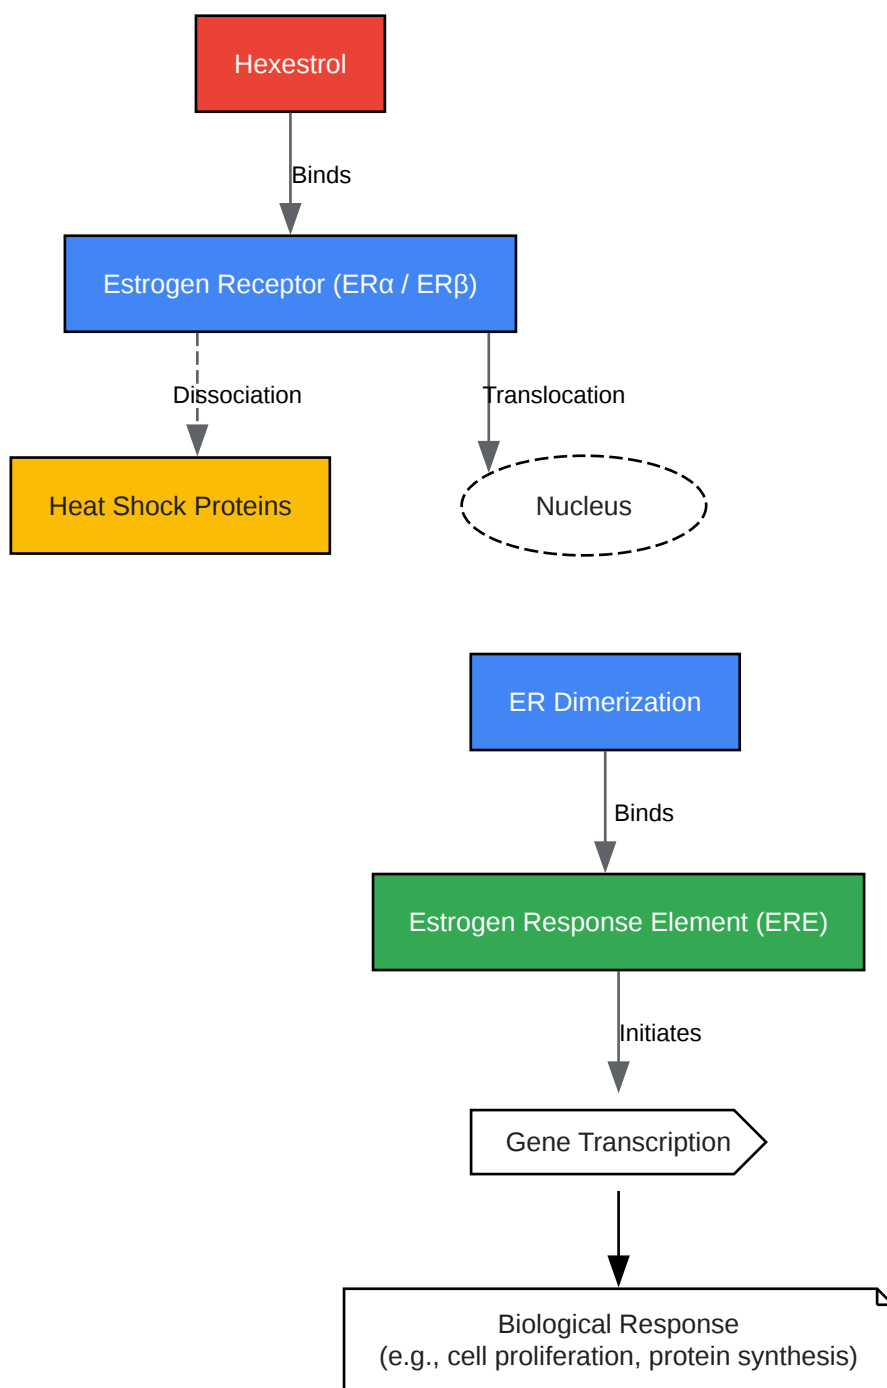 Hexestrol
Binds
Estrogen Receptor (ERα / ERβ)
Dissociation
Translocation
Heat Shock Proteins
Nucleus
ER Dimerization
Binds
Estrogen Response Element (ERE)
Initiates
Gene Transcription
Biological Response
(e.g., cell proliferation, protein synthesis)